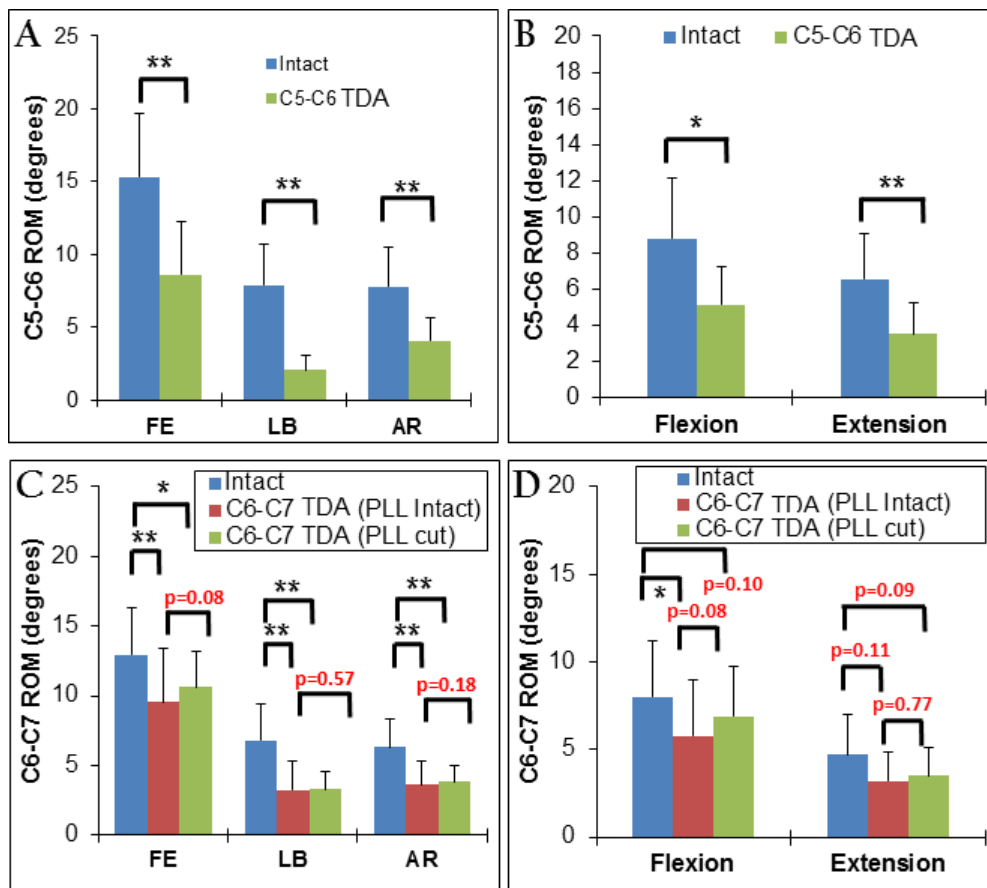 A
25
20
15
10
5
0
C5-C6 ROM (degrees)
Intact
C5-C6 TDA
**
**
**
FE LB AR
B
20
18
16
14
12
10
8
6
4
2
0
C5-C6 ROM (degrees)
Intact C5-C6 TDA
*
**
Flexion Extension
C
25
20
15
10
5
0
C6-C7 ROM (degrees)
Intact
C6-C7 TDA (PLL Intact)
C6-C7 TDA (PLL cut)
*
**
p=0.08
**
**
p=0.57
**
**
p=0.18
FE LB AR
D
20
15
10
5
0
C6-C7 ROM (degrees)
Intact
C6-C7 TDA (PLL Intact)
C6-C7 TDA (PLL cut)
p=0.10
*
p=0.08
p=0.09
p=0.11
p=0.77
Flexion Extension